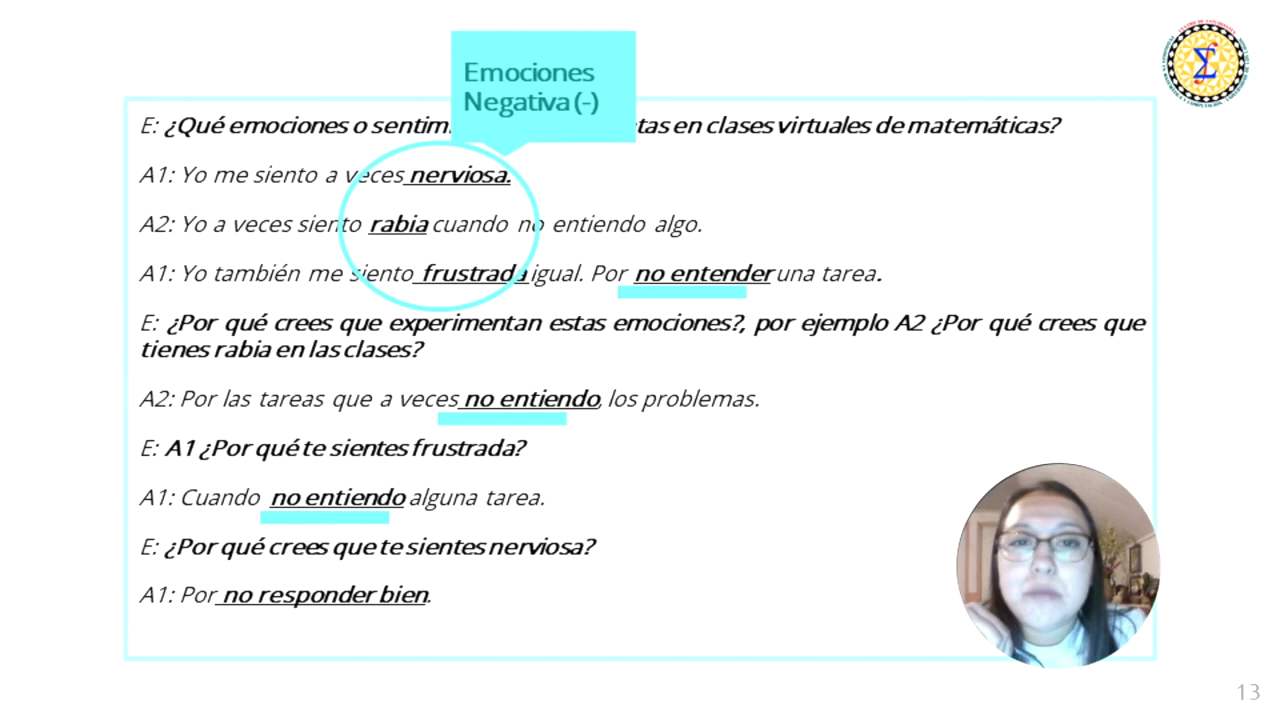 Emociones
Negativa (-)
E: ¿Qué emociones o sentim tas en clases virtuales de matemáticas?
A1: Yo me siento a veces nerviosa.
A2: Yo a veces siento rabia cuando no entiendo algo.
A1: Yo también me siento frustrada igual. Por no entender una tarea.
E: ¿Por qué crees que experimentan estas emociones?, por ejemplo A2 ¿Por qué crees que
tienes rabia en las clases?
A2: Por las tareas que a veces no entiendo, los problemas.
E: A1 ¿Por qué te sientes frustrada?
A1: Cuando no entiendo alguna tarea.
E: ¿Por qué crees que te sientes nerviosa?
A1: Por no responder bien.
13